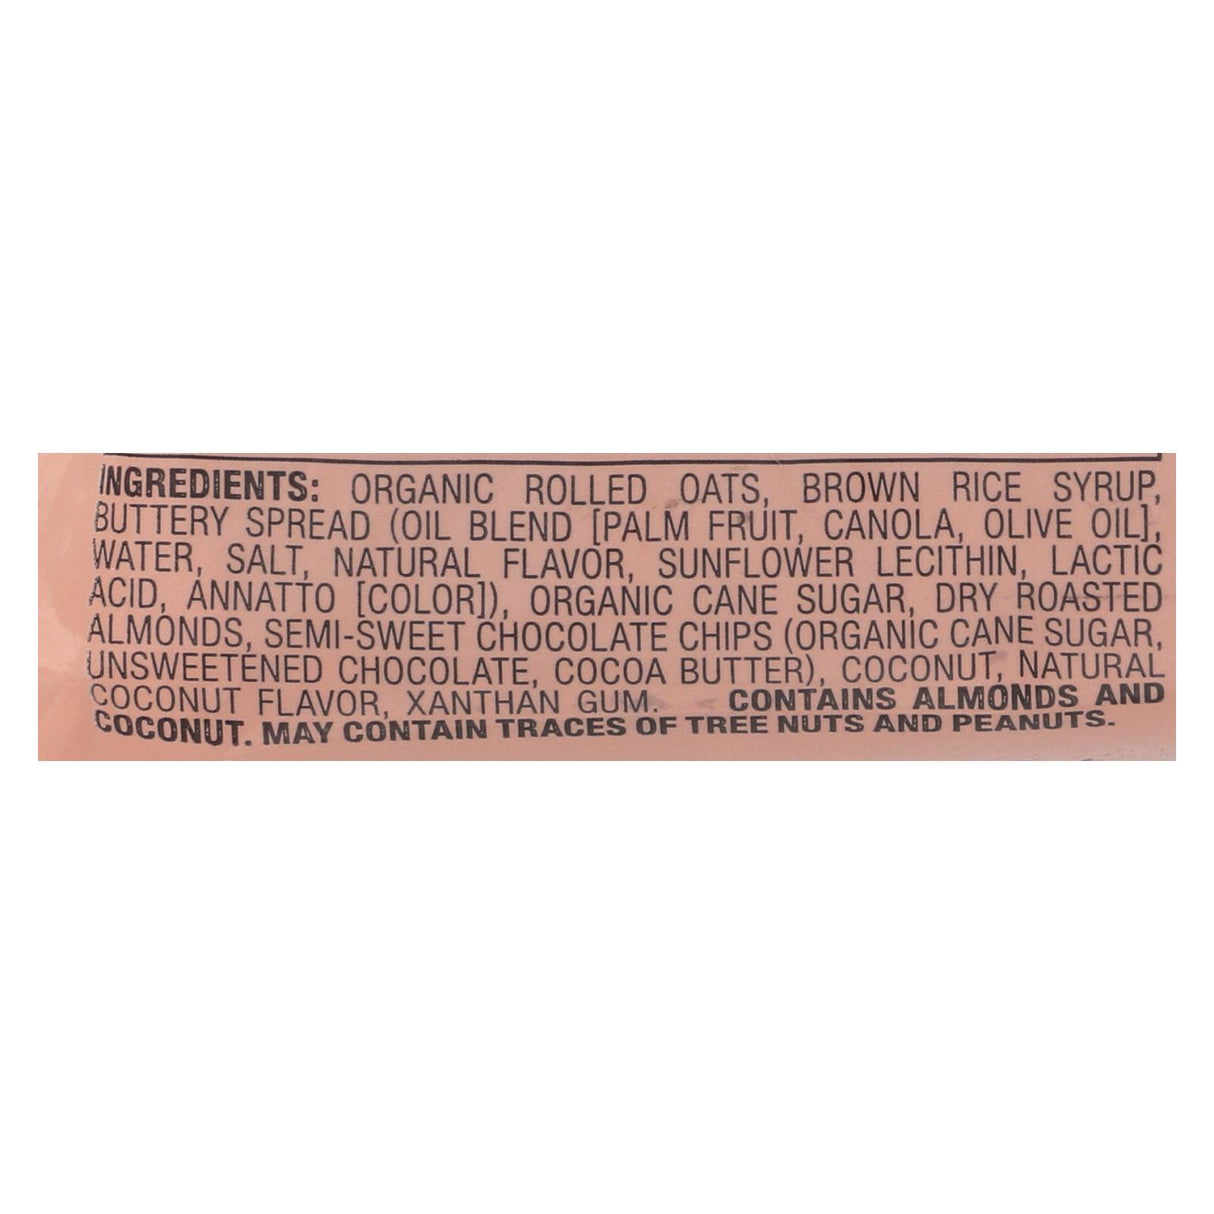 INGREDIENTS: ORGANIC ROLLED OATS, BROWN RICE SYRUP,
BUTTERY SPREAD (OIL BLEND [PALM FRUIT, CANOLA, OLIVE OIL],
WATER, SALT, NATURAL FLAVOR, SUNFLOWER LECITHIN, LACTIC
ACID, ANNATTO [COLOR]), ORGANIC CANE SUGAR, DRY ROASTED
ALMONDS, SEMI-SWEET CHOCOLATE CHIPS (ORGANIC CANE SUGAR,
UNSWEETENED CHOCOLATE, COCOA BUTTER), COCONUT, NATURAL
COCONUT FLAVOR, XANTHAN GUM. CONTAINS ALMONDS AND
COCONUT. MAY CONTAIN TRACES OF TREE NUTS AND PEANUTS.